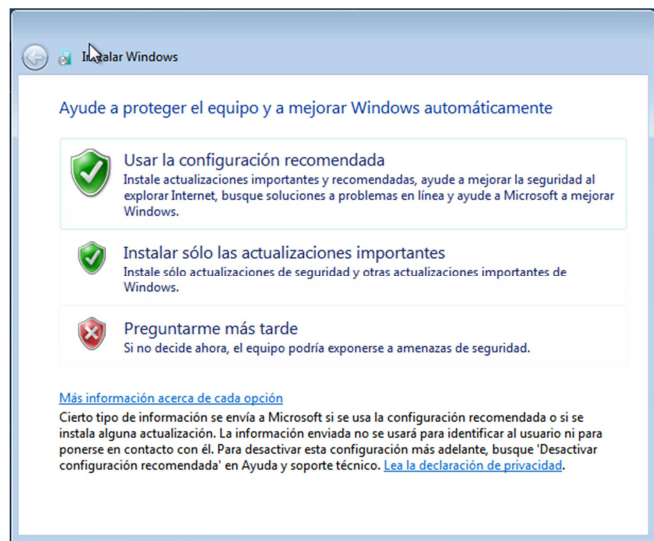 Instalar Windows
Ayude a proteger el equipo y a mejorar Windows automáticamente
Usar la configuración recomendada
Instale actualizaciones importantes y recomendadas, ayude a mejorar la seguridad al
explorar Internet, busque soluciones a problemas en línea y ayude a Microsoft a mejorar
Windows.
Instalar sólo las actualizaciones importantes
Instale sólo actualizaciones de seguridad y otras actualizaciones importantes de
Windows.
Preguntarme más tarde
Si no decide ahora, el equipo podría exponerse a amenazas de seguridad.
Más información acerca de cada opción
Cierto tipo de información se envía a Microsoft si se usa la configuración recomendada o si se
instala alguna actualización. La información enviada no se usará para identificar al usuario ni para
ponerse en contacto con él. Para desactivar esta configuración más adelante, busque 'Desactivar
configuración recomendada' en Ayuda y soporte técnico. Lea la declaración de privacidad.